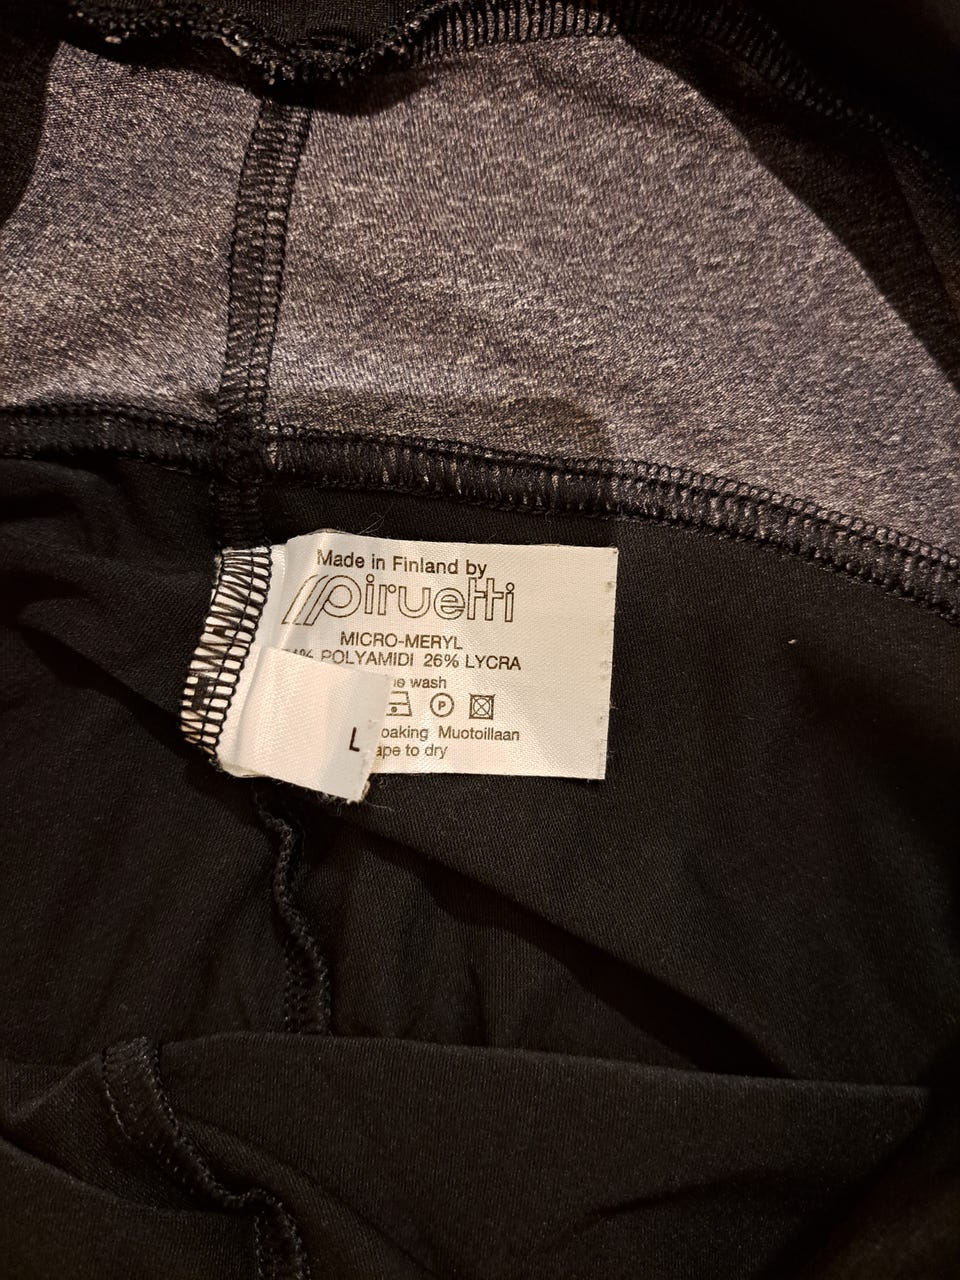 Made in Finland by
Piruetti
MICRO-MERYL
% POLYAMIDI 26% LYCRA
wash
P
Muotoillaan
to dry
L